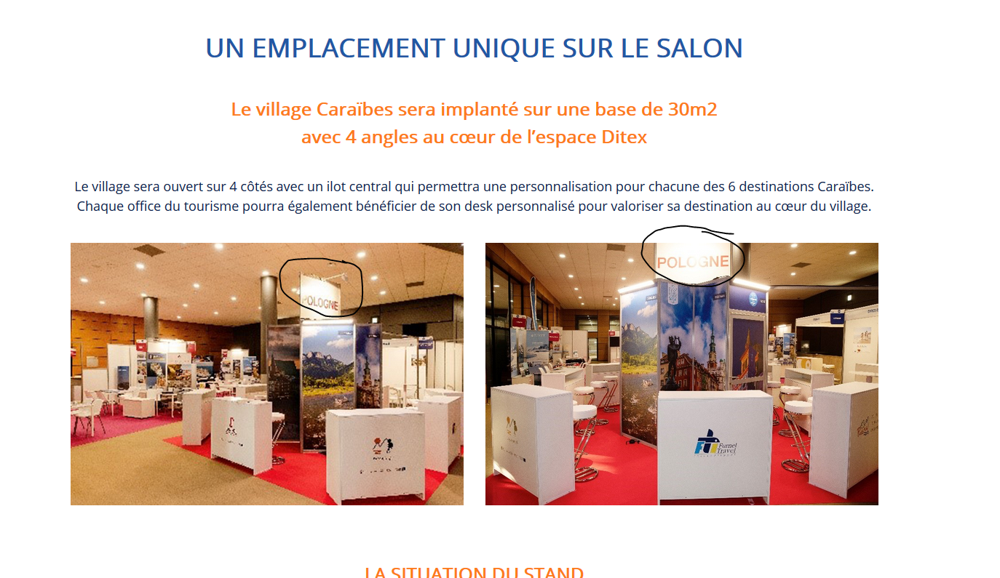 UN EMPLACEMENT UNIQUE SUR LE SALON
Le village Caraïbes sera implanté sur une base de 30m2
avec 4 angles au cœur de l’espace Ditex
Le village sera ouvert sur 4 côtés avec un ilot central qui permettra une personnalisation pour chacune des 6 destinations Caraïbes.
Chaque office du tourisme pourra également bénéficier de son desk personnalisé pour valoriser sa destination au cœur du village.
POLOGNE
POLOGNE
Furnel
Travel
LA SITUATION DU STAND